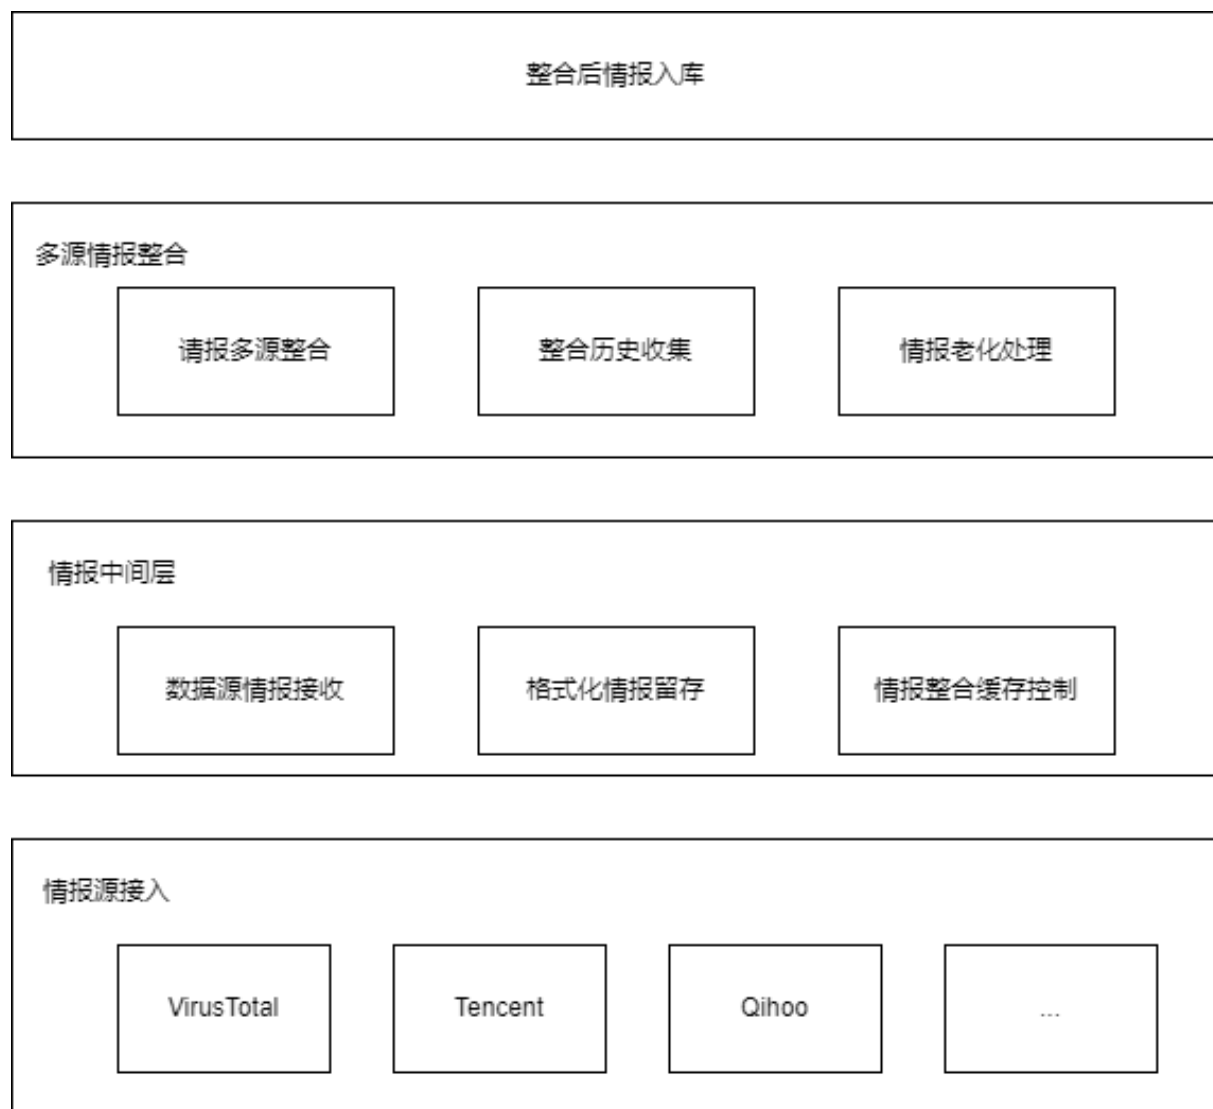 整合后情报入库
多源情报整合
请报多源整合
整合历史收集
情报老化处理
情报中间层
数据源情报接收
格式化情报留存
情报整合缓存控制
情报源接入
VirusTotal
Tencent
Qihoo
...